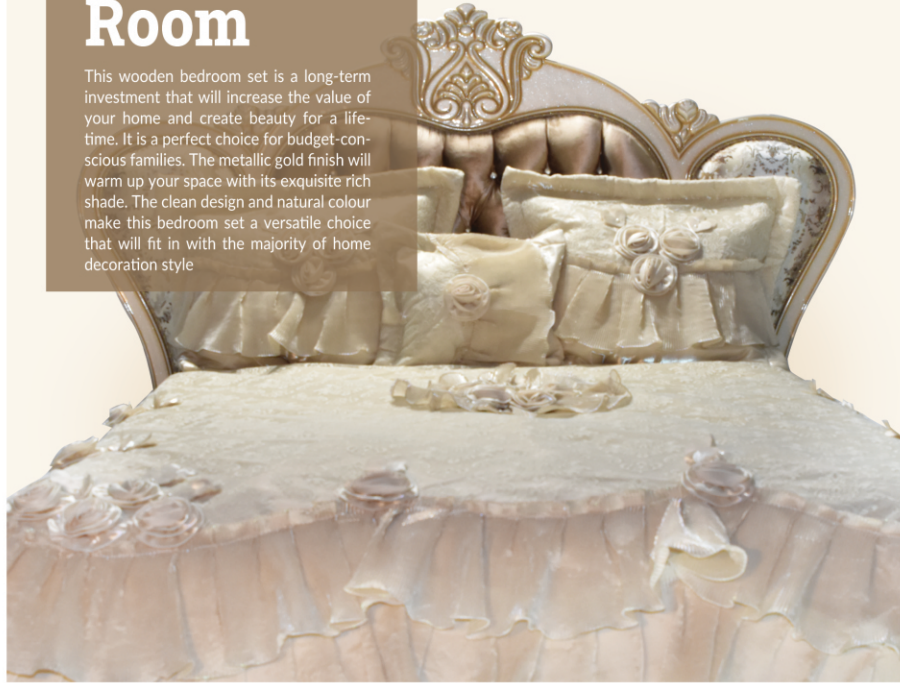 Room
This wooden bedroom set is a long-term
investment that will increase the value of
your home and create beauty for a life-
time. It is a perfect choice for budget-con-
scious families. The metallic gold finish will
warm up your space with its exquisite rich
shade. The clean design and natural colour
make this bedroom set a versatile choice
that will fit in with the majority of home
decoration style